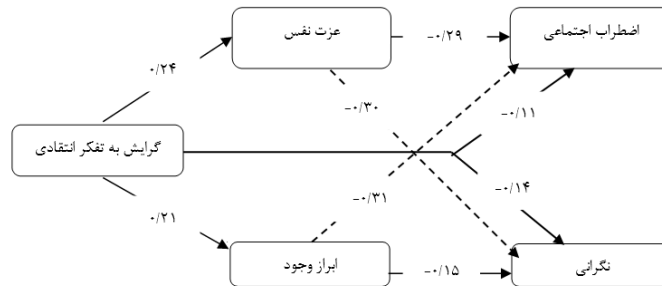 عزت نفس
-۰/۲۹
اضطراب اجتماعی
۰/۲۴
-۰/۳۰
-۰/۱۱
گرایش به تفکر انتقادی
-۰/۳۱
-۰/۱۴
۰/۲۱
ابراز وجود
-۰/۱۵
نگرانی